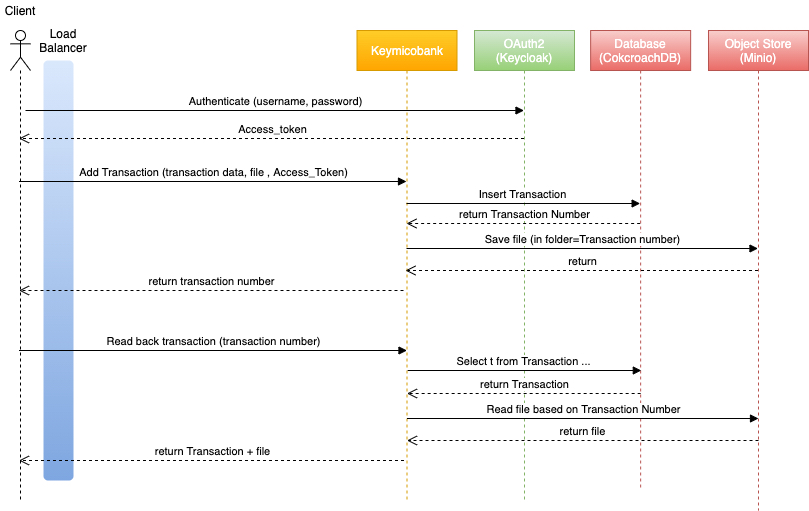 Client
Load
Balancer
Keymicobank
OAuth2
(Keycloak)
Database
(CokcroachDB)
Object Store
(Minio)
Authenticate (username, password)
Access_token
Add Transaction (transaction data, file , Access_Token)
Insert Transaction
return Transaction Number
Save file (in folder=Transaction number)
return
return transaction number
Read back transaction (transaction number)
Select t from Transaction ...
return Transaction
Read file based on Transaction Number
return file
return Transaction + file